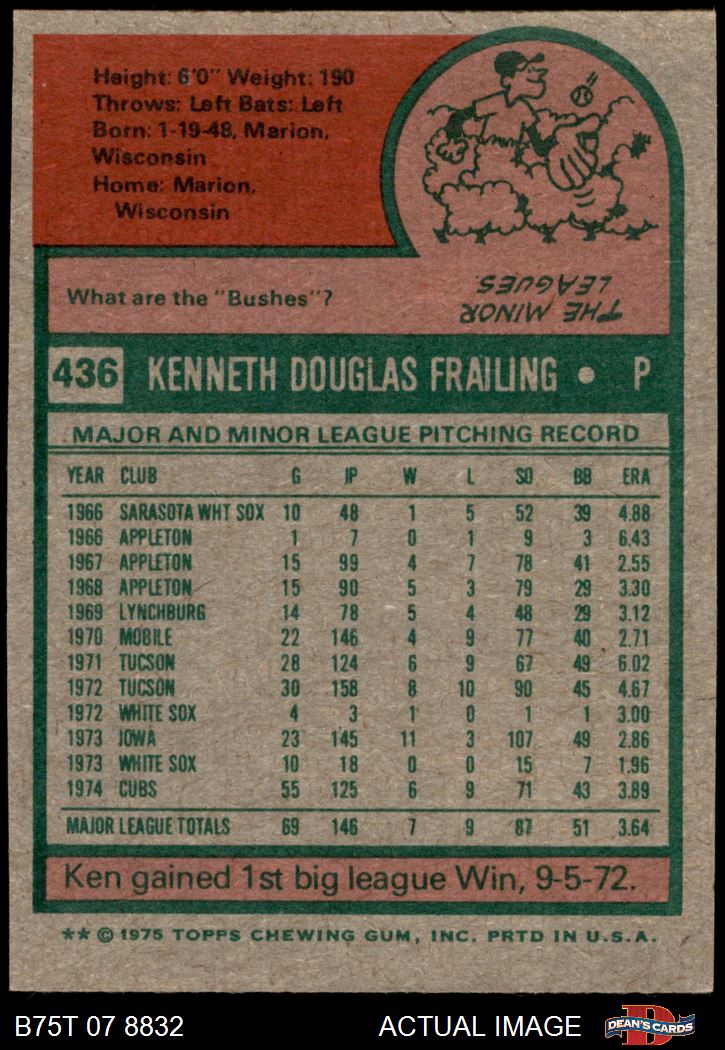 Height: 6'0" Weight: 190
Throws: Left Bats: Left
Born: 1-19-48, Marion,
Wisconsin
Home: Marion,
Wisconsin
What are the "Bushes"?
THE MINOR
LEAGUES.
436 KENNETH DOUGLAS FRAILING • P
MAJOR AND MINOR LEAGUE PITCHING RECORD
YEAR CLUB G IP W L SO BB ERA
1966 SARASOTA WHT SOX 10 48 1 5 52 39 4.88
1966 APPLETON 1 7 0 1 9 3 6.43
1967 APPLETON 15 99 4 7 78 41 2.55
1968 APPLETON 15 90 5 3 79 29 3.30
1969 LYNCHBURG 14 78 5 4 48 29 3.12
1970 MOBILE 22 146 4 9 77 40 2.71
1971 TUCSON 28 124 6 9 67 49 6.02
1972 TUCSON 30 158 8 10 90 45 4.67
1972 WHITE SOX 4 3 1 0 1 1 3.00
1973 IOWA 23 145 11 3 107 49 2.86
1973 WHITE SOX 10 18 0 0 15 7 1.96
1974 CUBS 55 125 6 9 71 43 3.89
MAJOR LEAGUE TOTALS 69 146 7 9 87 51 3.64
Ken gained 1st big league Win, 9-5-72.
** © 1975 TOPPS CHEWING GUM, INC. PRTD IN U.S.A.
B75T 07 8832 ACTUAL IMAGE D DEAN'S CARDS